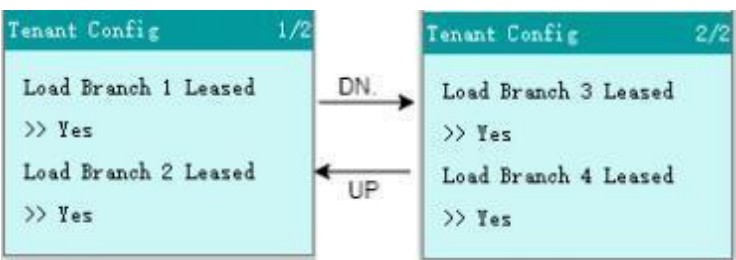 Tenant Config 1/2
Load Branch 1 Leased
>> Yes
Load Branch 2 Leased
>> Yes
DN.
UP
Tenant Config 2/2
Load Branch 3 Leased
>> Yes
Load Branch 4 Leased
>> Yes